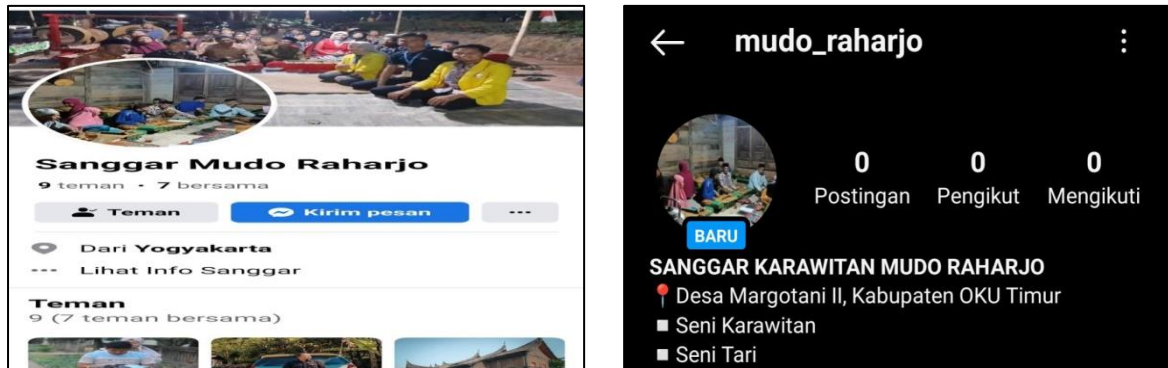 Sanggar Mudo Raharjo
9 teman · 7 bersama
Teman
Kirim pesan
Dari Yogyakarta
Lihat Info Sanggar
Teman
9 (7 teman bersama)
mudo_raharjo
0 0 0
Postingan Pengikut Mengikuti
BARU
SANGGAR KARAWITAN MUDO RAHARJO
📍 Desa Margotani II, Kabupaten OKU Timur
◽ Seni Karawitan
◽ Seni Tari